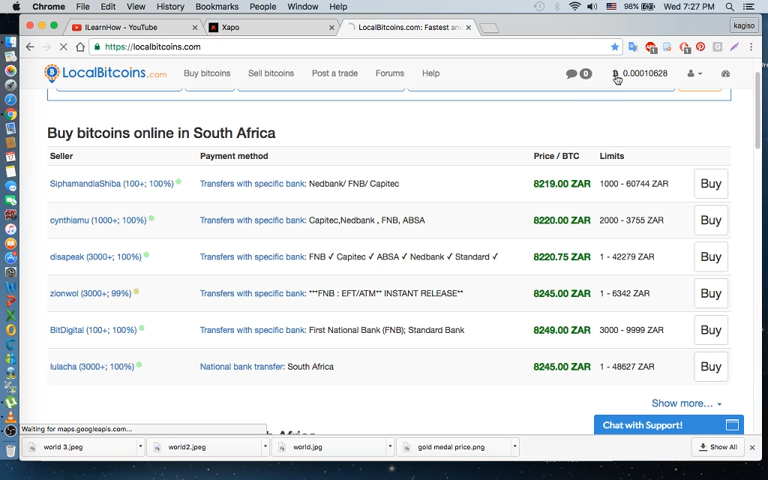 Chrome File Edit View History Bookmarks People Window Help 98% Wed 7:27 PM
ILearnHow - YouTube Xapo LocalBitcoins.com: Fastest and kagiso
https://localbitcoins.com
LocalBitcoins.com Buy bitcoins Sell bitcoins Post a trade Forums Help 0 0.00010628
Buy bitcoins online in South Africa
Seller Payment method Price / BTC Limits
SiphamandlaShiba (100+; 100%) Transfers with specific bank: Nedbank/ FNB/ Capitec 8219.00 ZAR 1000 - 60744 ZAR Buy
cynthiamu (1000+; 100%) Transfers with specific bank: Capitec,Nedbank , FNB, ABSA 8220.00 ZAR 2000 - 3755 ZAR Buy
disapeak (3000+; 100%) Transfers with specific bank: FNB ✓ Capitec ✓ ABSA ✓ Nedbank ✓ Standard ✓ 8220.75 ZAR 1 - 42279 ZAR Buy
zionwol (3000+; 99%) Transfers with specific bank: ***FNB : EFT/ATM** INSTANT RELEASE** 8245.00 ZAR 1 - 6342 ZAR Buy
BitDigital (100+; 100%) Transfers with specific bank: First National Bank (FNB); Standard Bank 8249.00 ZAR 3000 - 9999 ZAR Buy
lulacha (3000+; 100%) National bank transfer: South Africa 8245.00 ZAR 1 - 48627 ZAR Buy
Show more...
Chat with Support!
Waiting for maps.googleapis.com...
world 3.jpeg world2.jpeg world.jpg gold medal price.png Show All